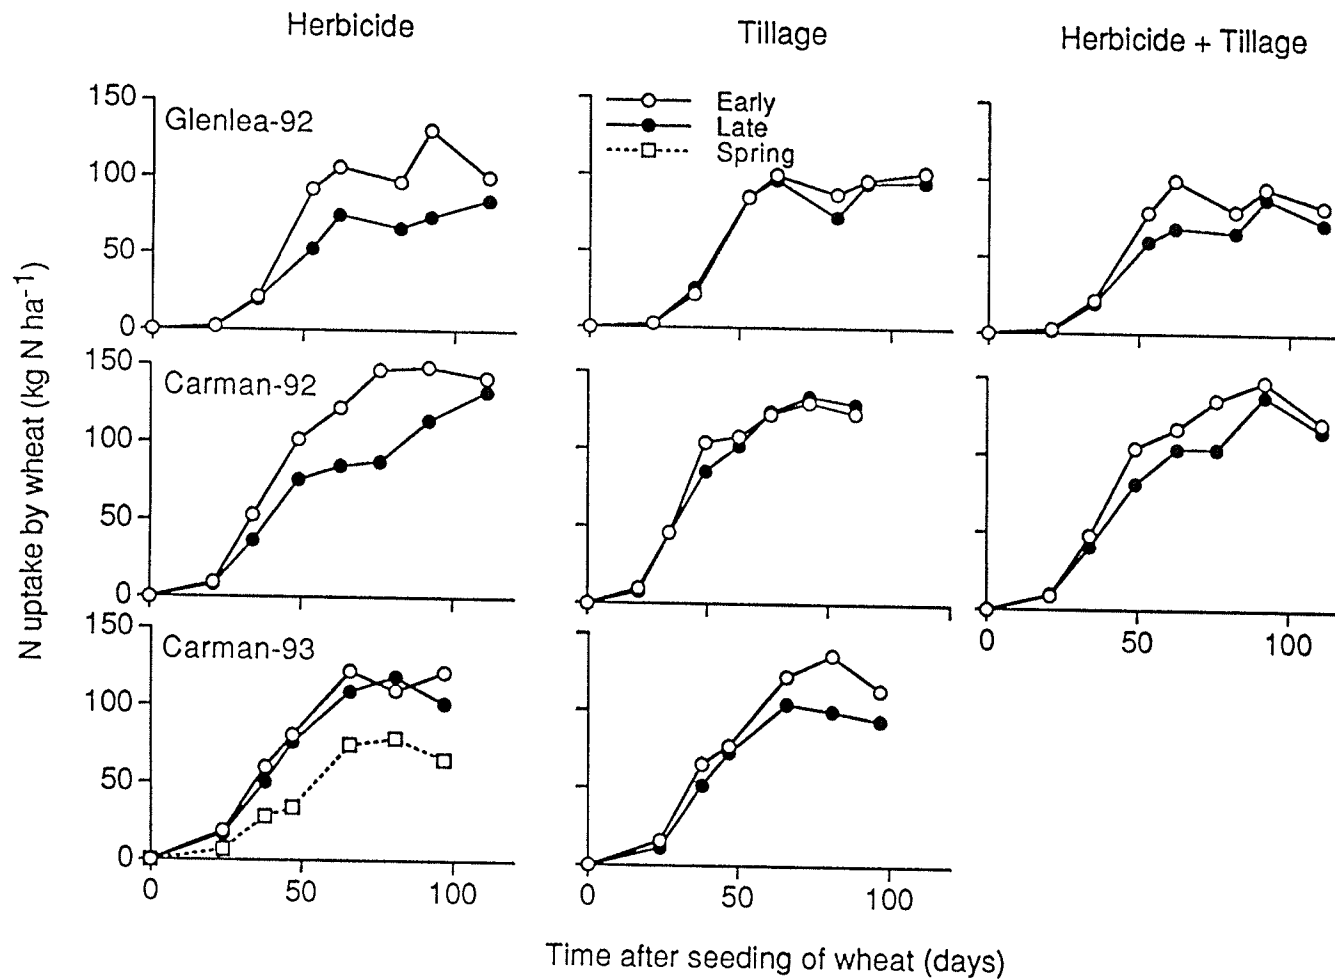 Herbicide
Tillage
Herbicide + Tillage
150
100
50
0
Glenlea-92
Early
Late
Spring
150
100
50
0
Carman-92
0
50
100
150
100
50
0
Carman-93
0
50
100
0
50
100
N uptake by wheat (kg N ha⁻¹)
Time after seeding of wheat (days)